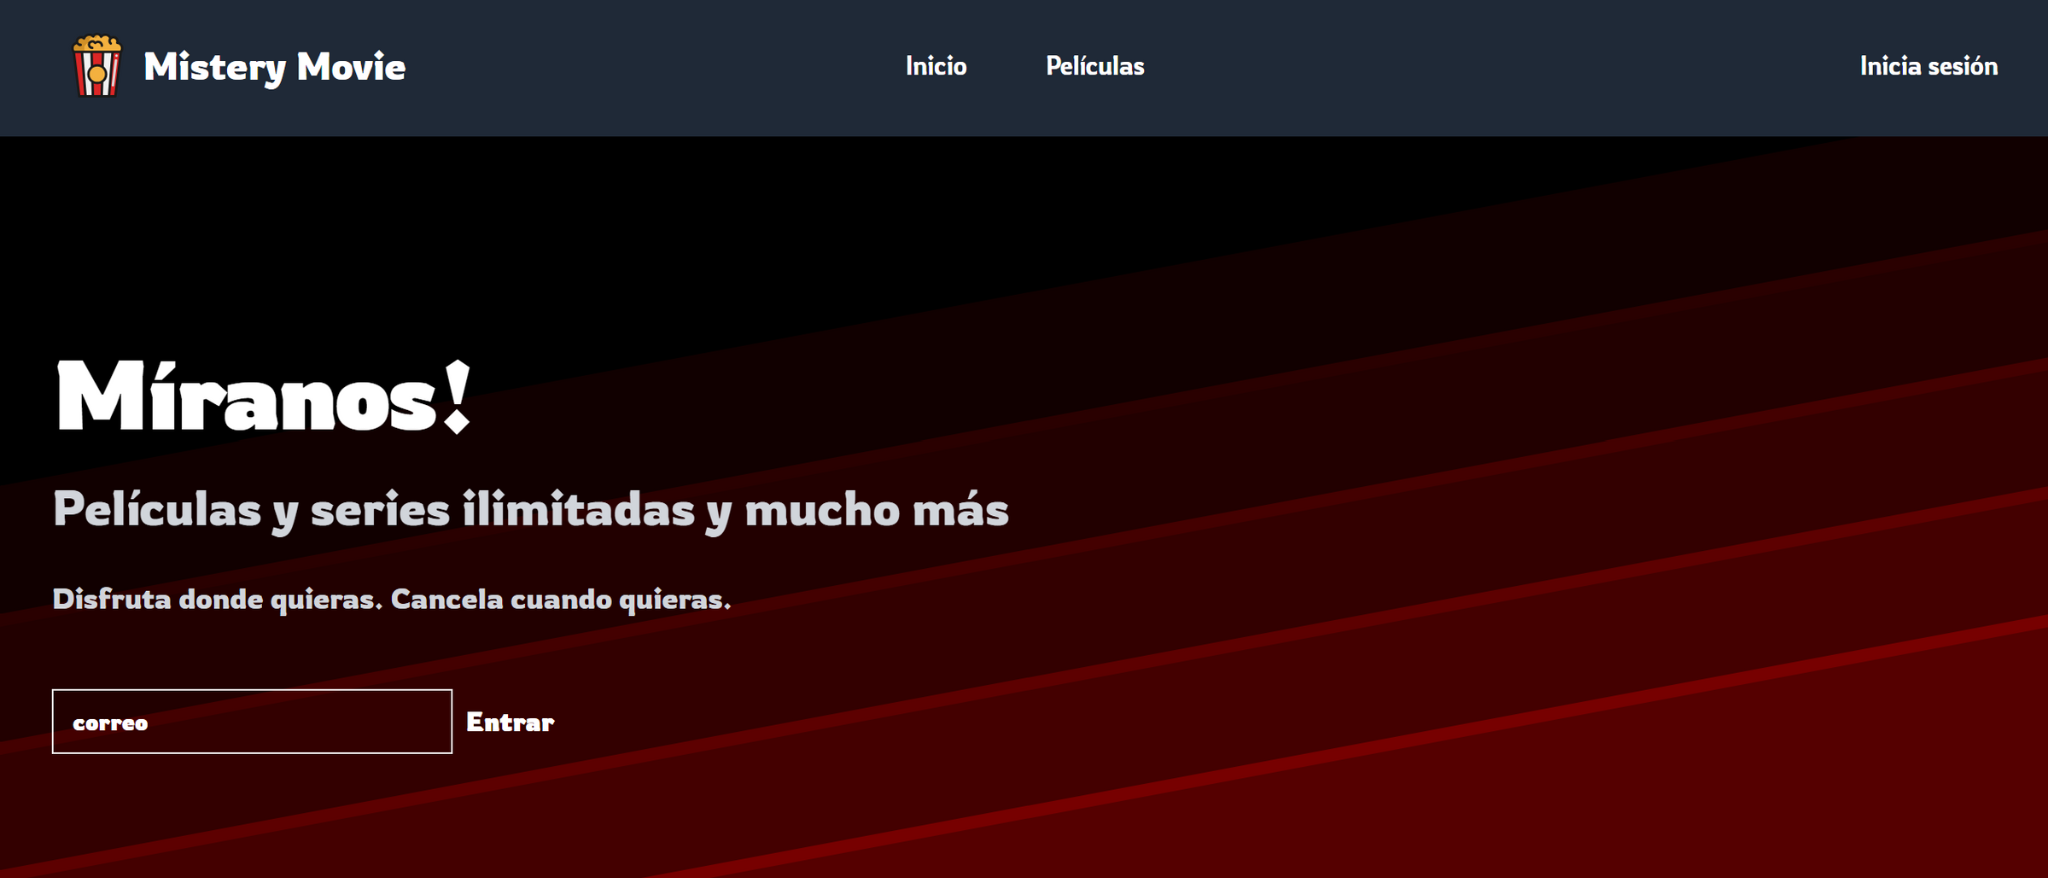 Mistery Movie
Inicio
Películas
Inicia sesión
Míranos!
Películas y series ilimitadas y mucho más
Disfruta donde quieras. Cancela cuando quieras.
correo
Entrar